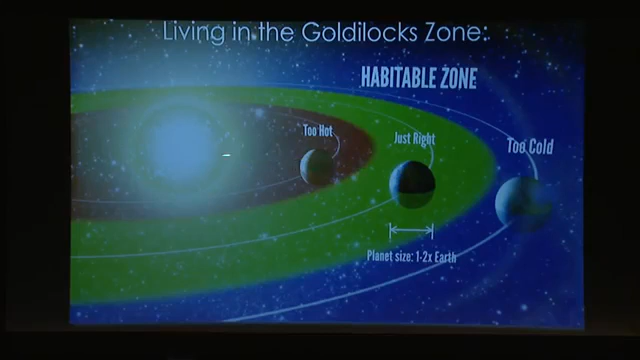 Living in the Goldilocks Zone:
HABITABLE ZONE
Too Hot
Just Right
Too Cold
Planet size: 1-2x Earth